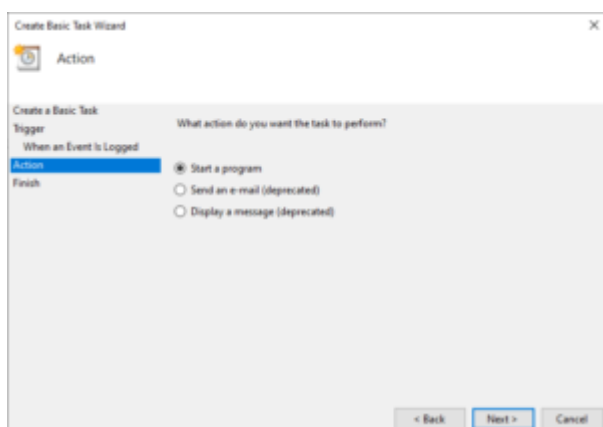 Create Basic Task Wizard
Action
Create a Basic Task
Trigger
When an Event Is Logged
Action
Finish
What action do you want the task to perform?
Start a program
Send an e-mail (deprecated)
Display a message (deprecated)
< Back
Next >
Cancel